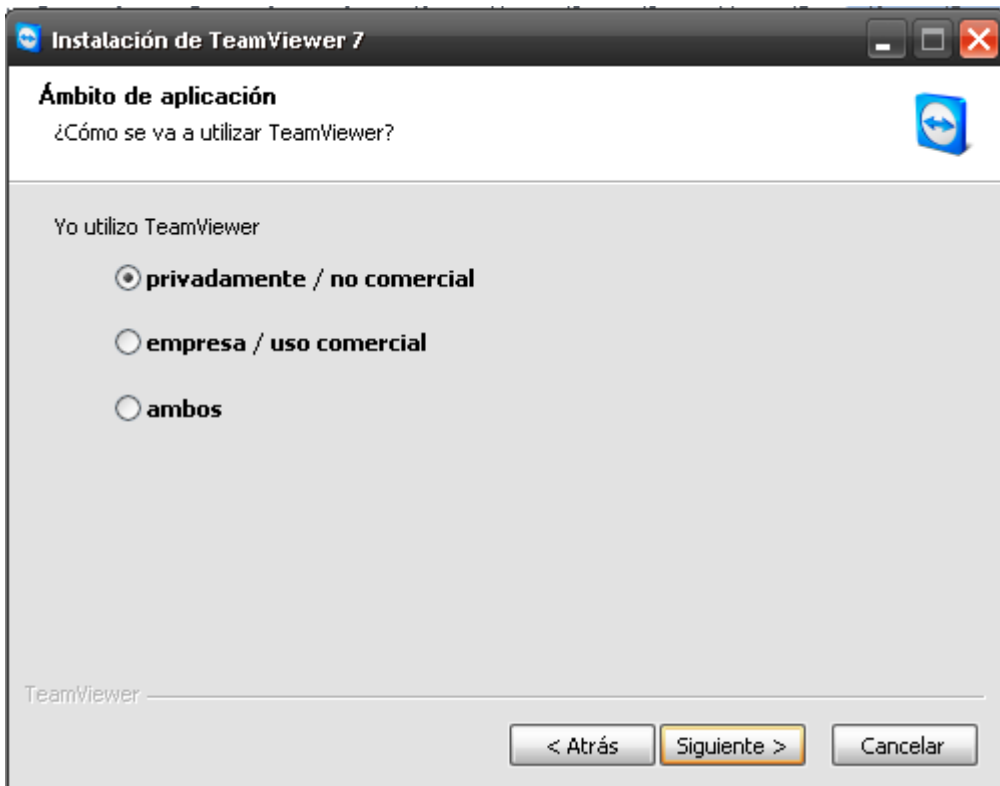 Instalación de TeamViewer 7
Ámbito de aplicación
¿Cómo se va a utilizar TeamViewer?
Yo utilizo TeamViewer
privadamente / no comercial
empresa / uso comercial
ambos
TeamViewer
< Atrás
Siguiente >
Cancelar